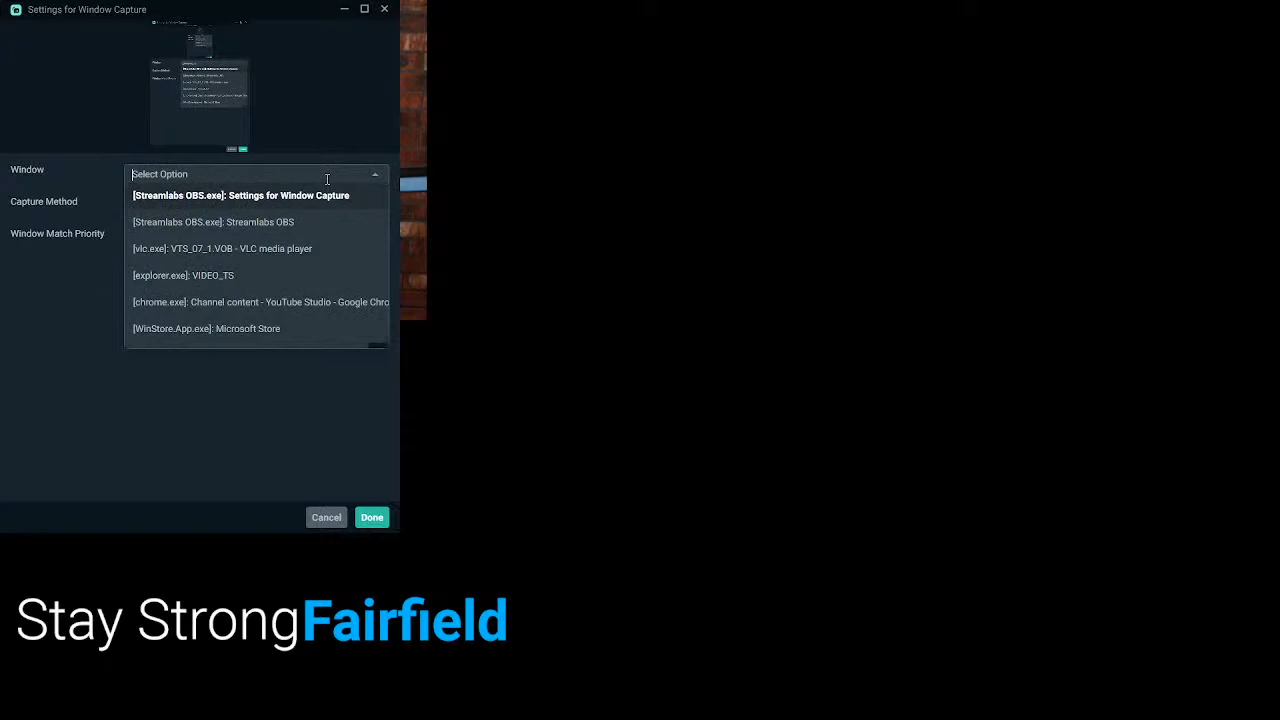 Settings for Window Capture
Window
Select Option
[Streamlabs OBS.exe]: Settings for Window Capture
Capture Method
[Streamlabs OBS.exe]: Streamlabs OBS
Window Match Priority
[vlc.exe]: VTS_07_1.VOB - VLC media player
[explorer.exe]: VIDEO_TS
[chrome.exe]: Channel content - YouTube Studio - Google Chro
[WinStore.App.exe]: Microsoft Store
Cancel
Done
Stay StrongFairfield